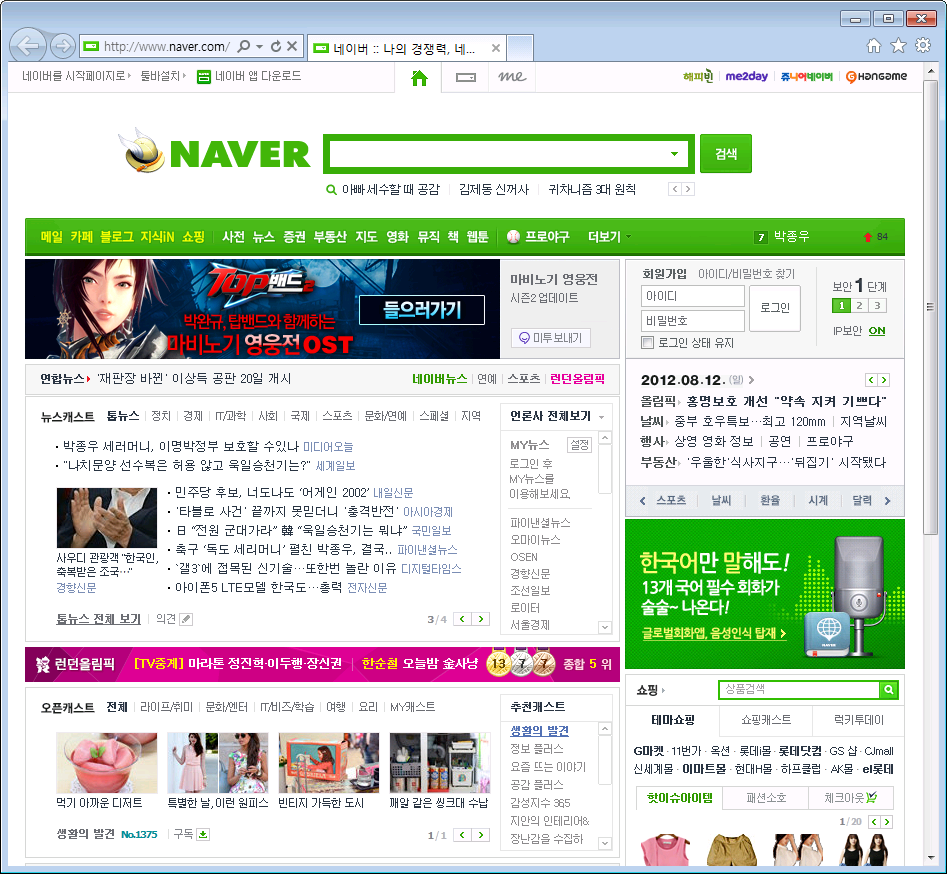 http://www.naver.com/
네이버 :: 나의 경쟁력, 네...
네이버를 시작페이지로 툴바설치 네이버 앱 다운로드
me
해피빈 me2day 쥬니어네이버 Hangame
NAVER
검색
아빠 세수할 때 공감 김제동 신꺼사 귀차니즘 3대 원칙
메일 카페 블로그 지식iN 쇼핑 사전 뉴스 증권 부동산 지도 영화 뮤직 책 웹툰 프로야구 더보기 7 박종우 84
TOP밴드2
들으러가기
박완규, 탑밴드와 함께하는
마비노기 영웅전 OST
마비노기 영웅전
시즌2 업데이트
미투 보내기
회원가입 아이디/비밀번호 찾기
아이디
비밀번호
로그인
로그인 상태 유지
보안 1 단계
1 2 3
IP보안 ON
연합뉴스 '재판장 바뀐' 이상득 공판 20일 개시
네이버뉴스 연예 스포츠 런던올림픽
2012.08.12. (일)
올림픽 홍명보호 개선 "약속 지켜 기쁘다"
날씨 중부 호우특보…최고 120mm 지역날씨
행사 상영 영화 정보 공연 프로야구
부동산 '우울한'식사지구…'뒤집기' 시작됐다
스포츠 날씨 환율 시계 달력
뉴스캐스트 톱뉴스 정치 경제 IT/과학 사회 국제 스포츠 문화/연예 스페셜 지역
박종우 세러머니, 이명박정부 보호할 수있나 미디어오늘
"나치문양 선수복은 허용 않고 욱일승천기는?" 세계일보
민주당 후보, 너도나도 '어게인 2002' 내일신문
'타블로 사건' 끝까지 못믿더니 '충격반전' 아시아경제
日 "전원 군대가라" 韓 "욱일승천기는 뭐냐" 국민일보
축구 '독도 세리머니' 펼친 박종우, 결국.. 파이낸셜뉴스
'갤3'에 접목된 신기술…또한번 놀란 이유 디지털타임스
아이폰5 LTE모델 한국도…총력 전자신문
사우디 관광객 "한국인,
축복받은 조국…"
경향신문
톱뉴스 전체 보기 의견
3/4
언론사 전체보기
MY뉴스 설정
로그인 후
MY뉴스를
이용해보세요.
파이낸셜뉴스
오마이뉴스
OSEN
경향신문
조선일보
로이터
서울경제
한국어만 말해도!
13개 국어 필수 회화가
술술~ 나온다!
글로벌회화앱, 음성인식 탑재
NAVER
런던올림픽 [TV중계] 마라톤 정진혁·이두행·장신권 한순철 오늘밤 金사냥 13 7 7 종합 5 위
오픈캐스트 전체 라이프/취미 문화/엔터 IT/비즈/학습 여행 요리 MY캐스트
먹기 아까운 디저트 특별한 날, 이런 원피스 빈티지 가득한 도시 깨알 같은 씽크대 수납
생활의 발견 No.1375 구독
1/1
추천캐스트
생활의 발견
정보 플러스
요즘 뜨는 이야기
공감 플러스
감성지수 365
지안의 인테리어&
장난감을 수집하
쇼핑 상품검색
테마쇼핑 쇼핑캐스트 럭키투데이
G마켓 · 11번가 · 옥션 · 롯데i몰 · 롯데닷컴 · GS 샵 · CJmall
신세계몰 · 이마트몰 · 현대H몰 · 하프클럽 · AK몰 · el롯데
핫이슈아이템 패션소호 체크아웃
1/20